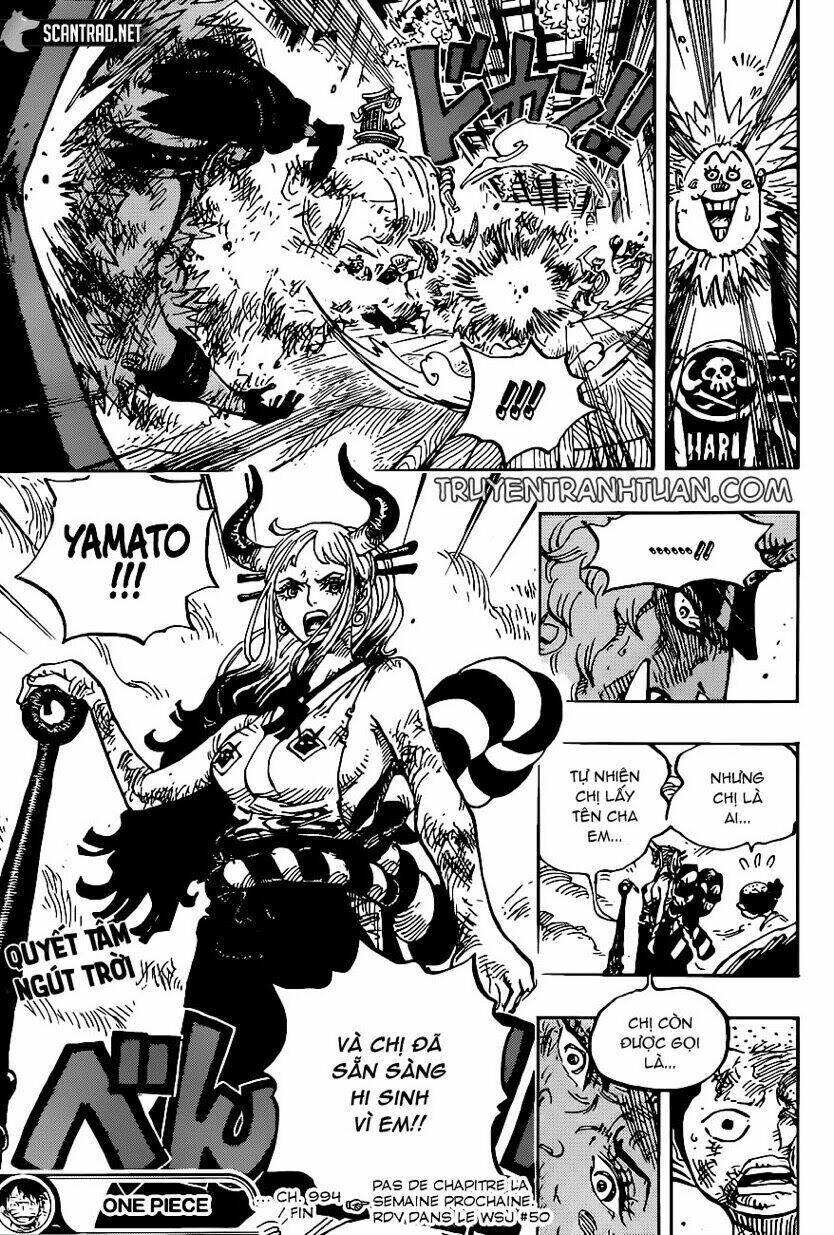 SCANTRAD.NET
ドカン!!
!!!!
HARI
TRUYENTRANHTUAN.COM
.......!!
NHƯNG
CHỊ LÀ
AI...
TỰ NHIÊN
CHỊ LẤY
TÊN CHA
EM...
CHỊ CÒN
ĐƯỢC GỌI
LÀ...
YAMATO
!!!
QUYẾT TÂM
NGÚT TRỜI
VÀ CHỊ ĐÃ
SẴN SÀNG
HI SINH
VÌ EM!!
べん
ONE PIECE
... CH. 994
/ FIN
PAS DE CHAPITRE LA
SEMAINE PROCHAINE.
RDV DANS LE WSJ #50